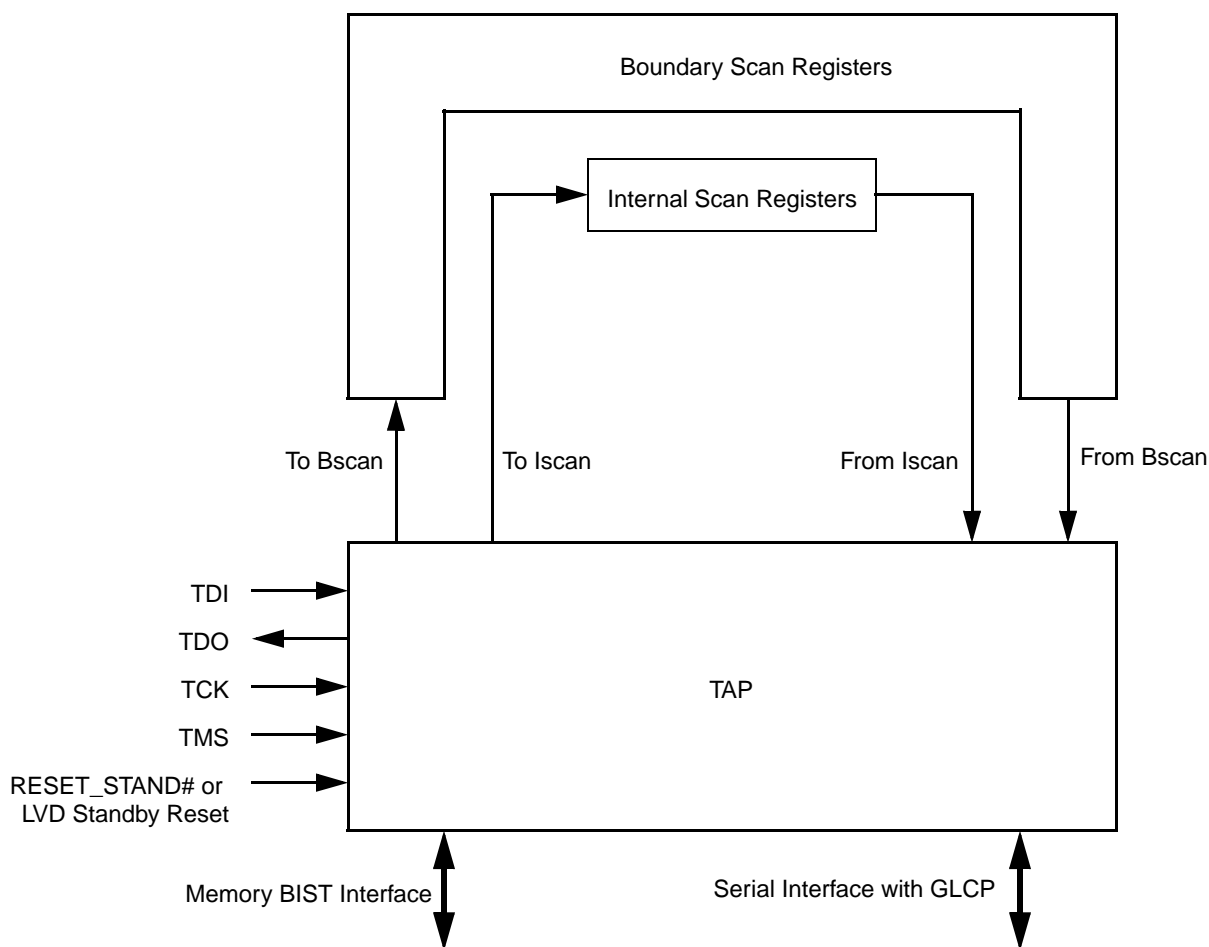 Boundary Scan Registers
Internal Scan Registers
To Bscan
To Iscan
From Iscan
From Bscan
TDI
TDO
TCK
TAP
TMS
RESET_STAND# or
LVD Standby Reset
Memory BIST Interface
Serial Interface with GLCP